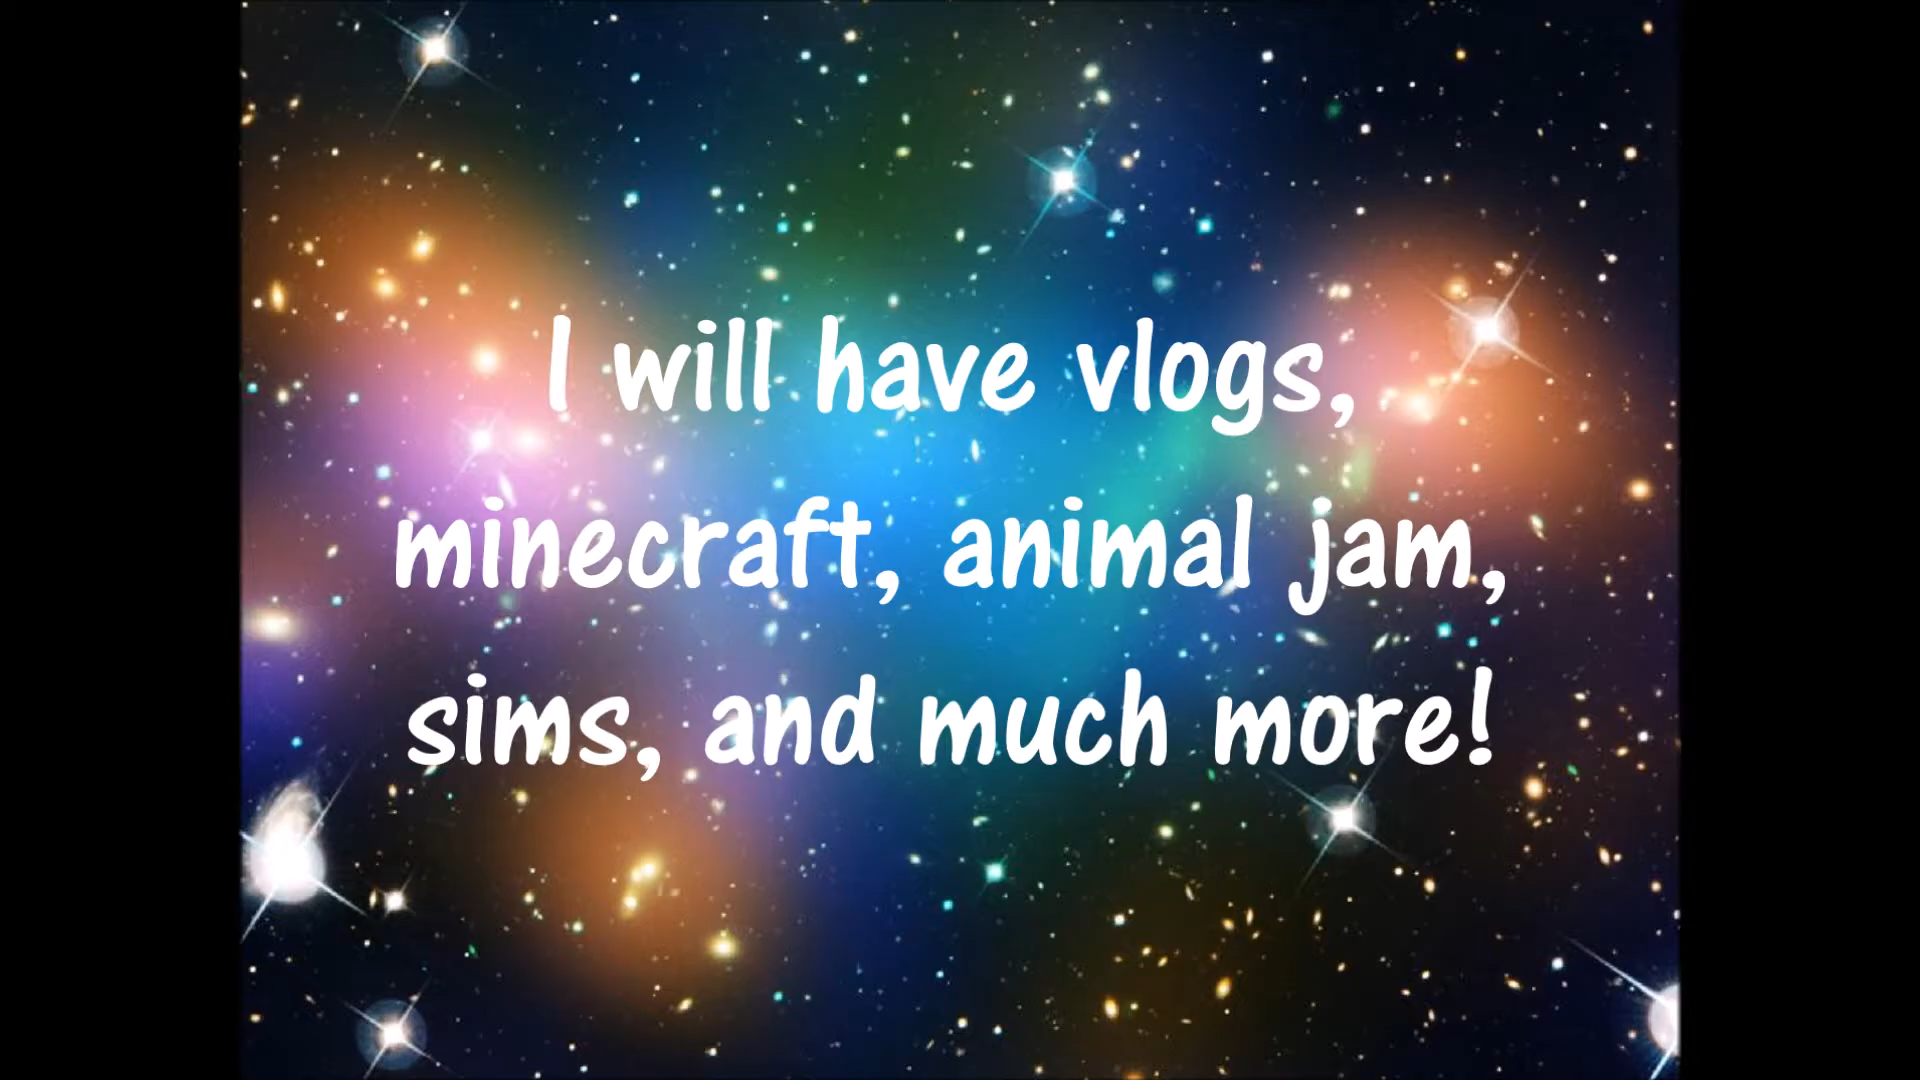 I will have vlogs,
minecraft, animal jam,
sims, and much more!